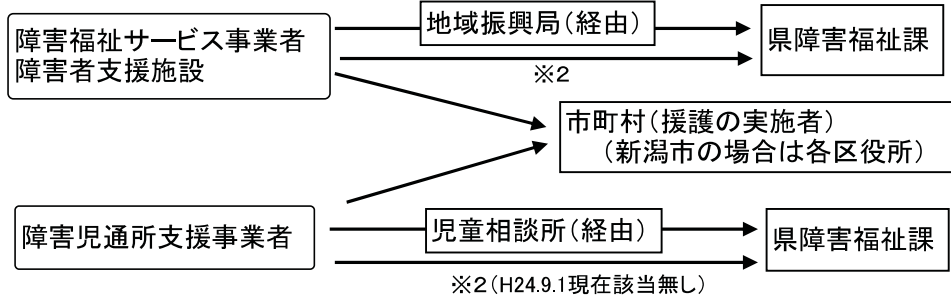 障害福祉サービス事業者
障害者支援施設
地域振興局（経由）
県障害福祉課
※２
市町村（援護の実施者）
（新潟市の場合は各区役所）
障害児通所支援事業者
児童相談所（経由）
県障害福祉課
※２（H24.9.1現在該当無し）